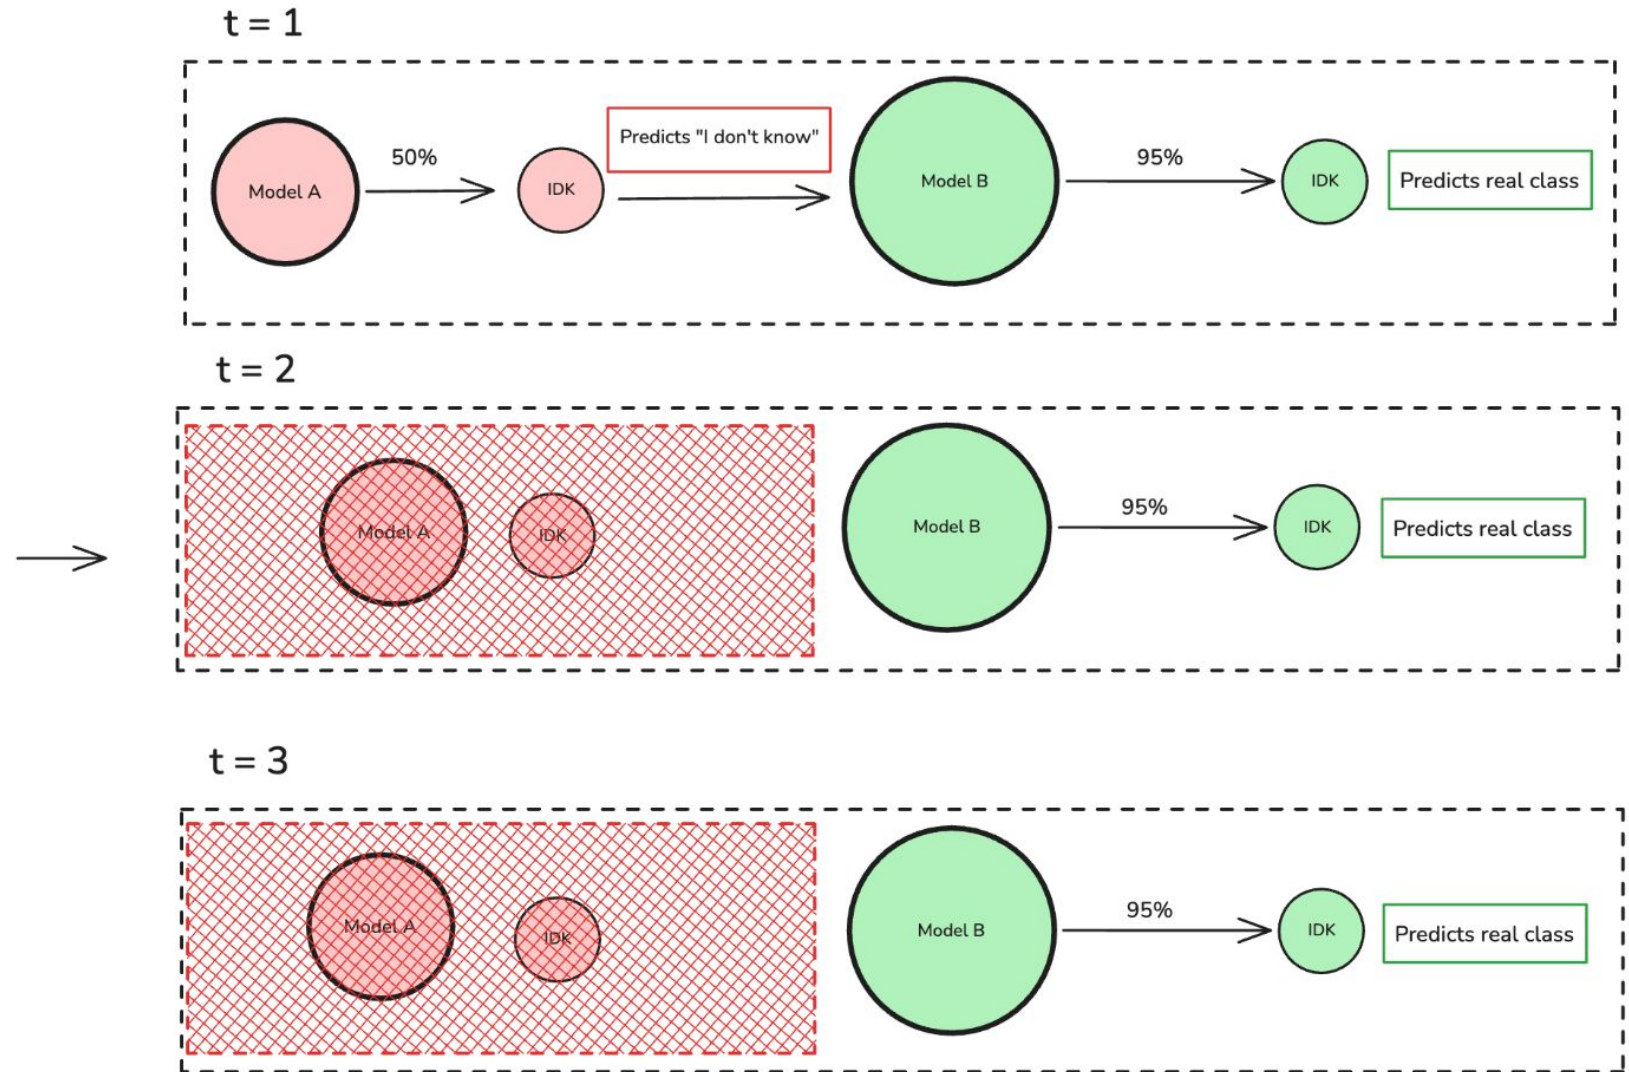 t = 1
Model A
50%
IDK
Predicts "I don't know"
Model B
95%
IDK
Predicts real class
t = 2
Model A
IDK
Model B
95%
IDK
Predicts real class
t = 3
Model A
IDK
Model B
95%
IDK
Predicts real class